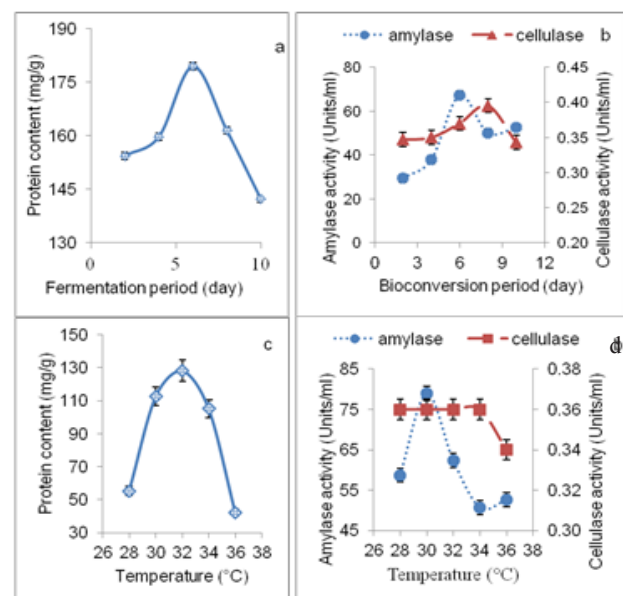 a
Protein content (mg/g)
190
175
160
145
130
0 5 10
Fermentation period (day)
amylase cellulase b
Amylase activity (Units/ml)
80
60
40
20
0
0.45
0.40
0.35
0.30
0.25
0.20
Cellulase activity (Units/ml)
0 3 6 9 12
Bioconversion period (day)
c
Protein content (mg/g)
150
130
110
90
70
50
30
26 28 30 32 34 36 38
Temperature (°C)
amylase cellulase d
Amylase activity (Units/ml)
85
75
65
55
45
0.38
0.36
0.34
0.32
0.30
Cellulase activity (Units/ml)
26 28 30 32 34 36 38
Temperature (°C)